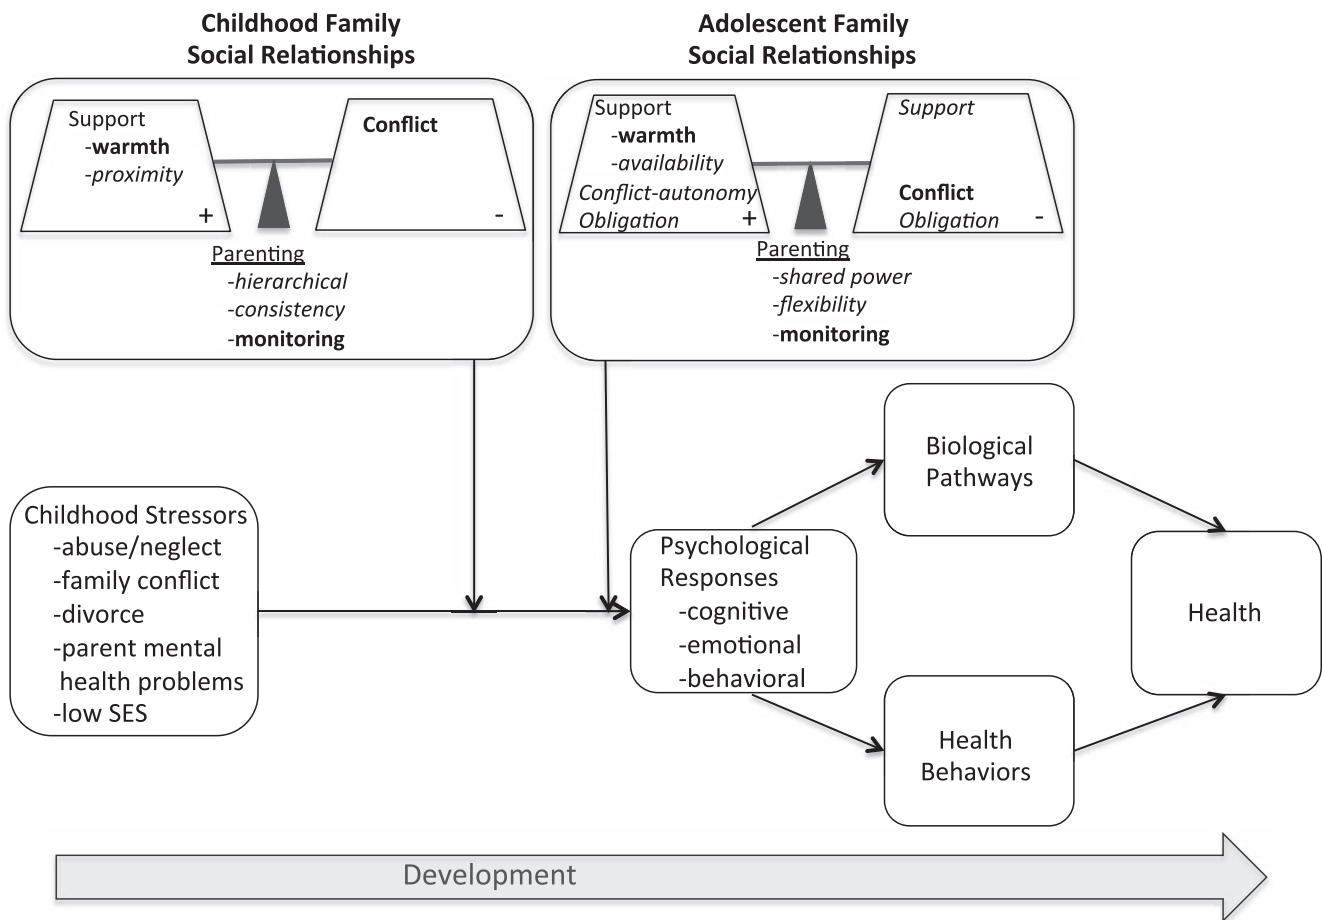 Childhood Family
Social Relationships
Support
-warmth
-proximity
+
Conflict
-
Parenting
-hierarchical
-consistency
-monitoring
Adolescent Family
Social Relationships
Support
-warmth
-availability
Conflict-autonomy
Obligation
+
Support
Conflict
Obligation
-
Parenting
-shared power
-flexibility
-monitoring
Childhood Stressors
-abuse/neglect
-family conflict
-divorce
-parent mental
health problems
-low SES
Psychological
Responses
-cognitive
-emotional
-behavioral
Biological
Pathways
Health
Behaviors
Health
Development